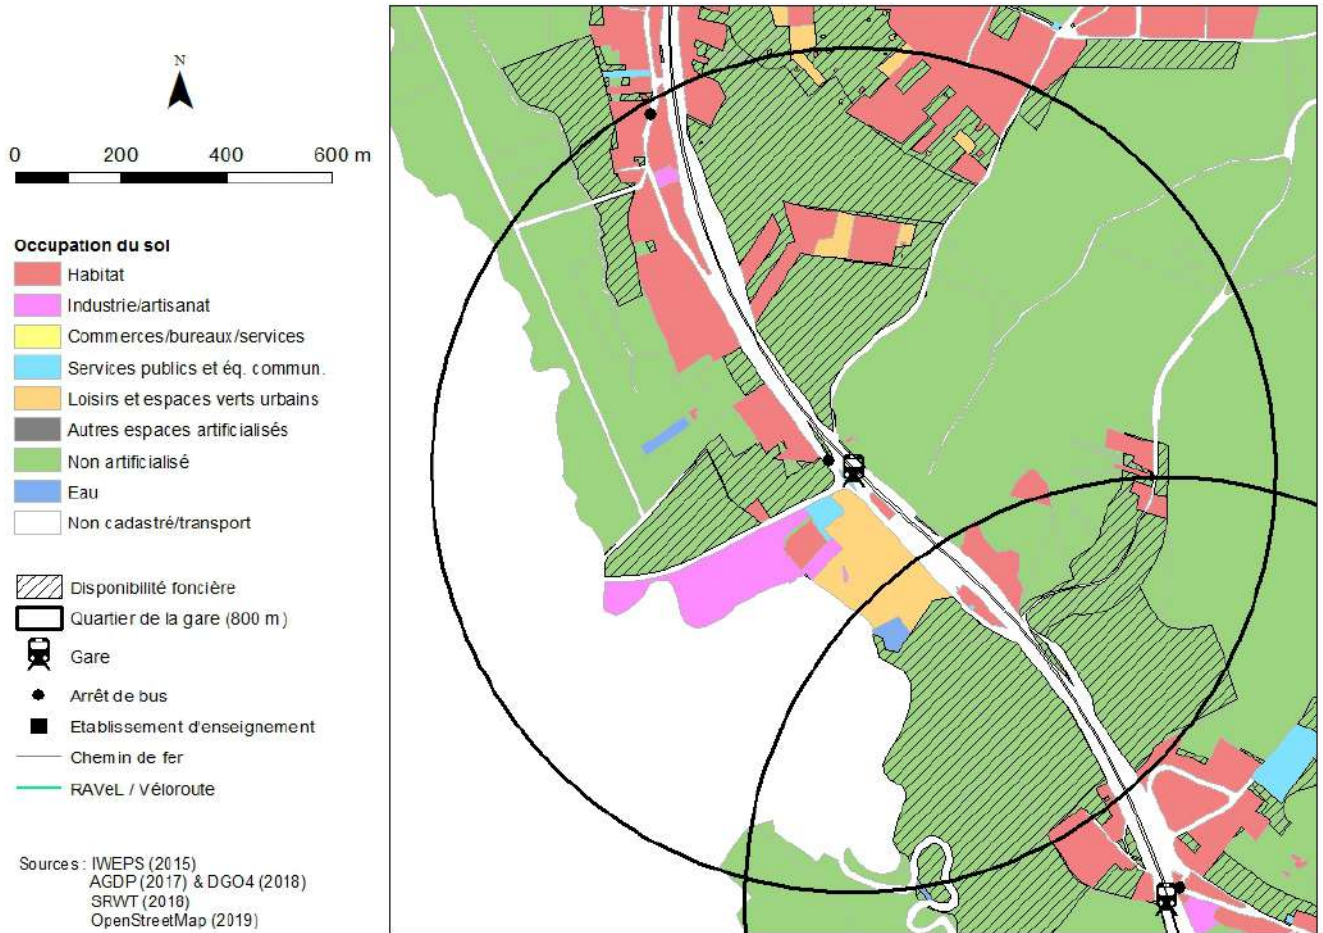 N
0 200 400 600 m
Occupation du sol
Habitat
Industrie/artisanat
Commerces/bureaux/services
Services publics et éq. commun.
Loisirs et espaces verts urbains
Autres espaces artificialisés
Non artificialisé
Eau
Non cadastré/transport
Disponibilité foncière
Quartier de la gare (800 m)
Gare
Arrêt de bus
Etablissement d'enseignement
Chemin de fer
RAVeL / Véloroute
Sources : IWEPS (2015)
AGDP (2017) & DGO4 (2018)
SRWT (2018)
OpenStreetMap (2019)